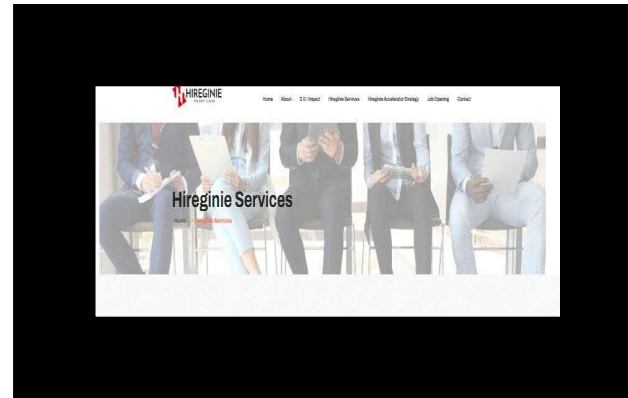 HIREGINIE
Home About D & I Impact Hireginie Services Hireginie Accelerator Strategy Job Opening Contact
Hireginie Services
Home Hireginie Services